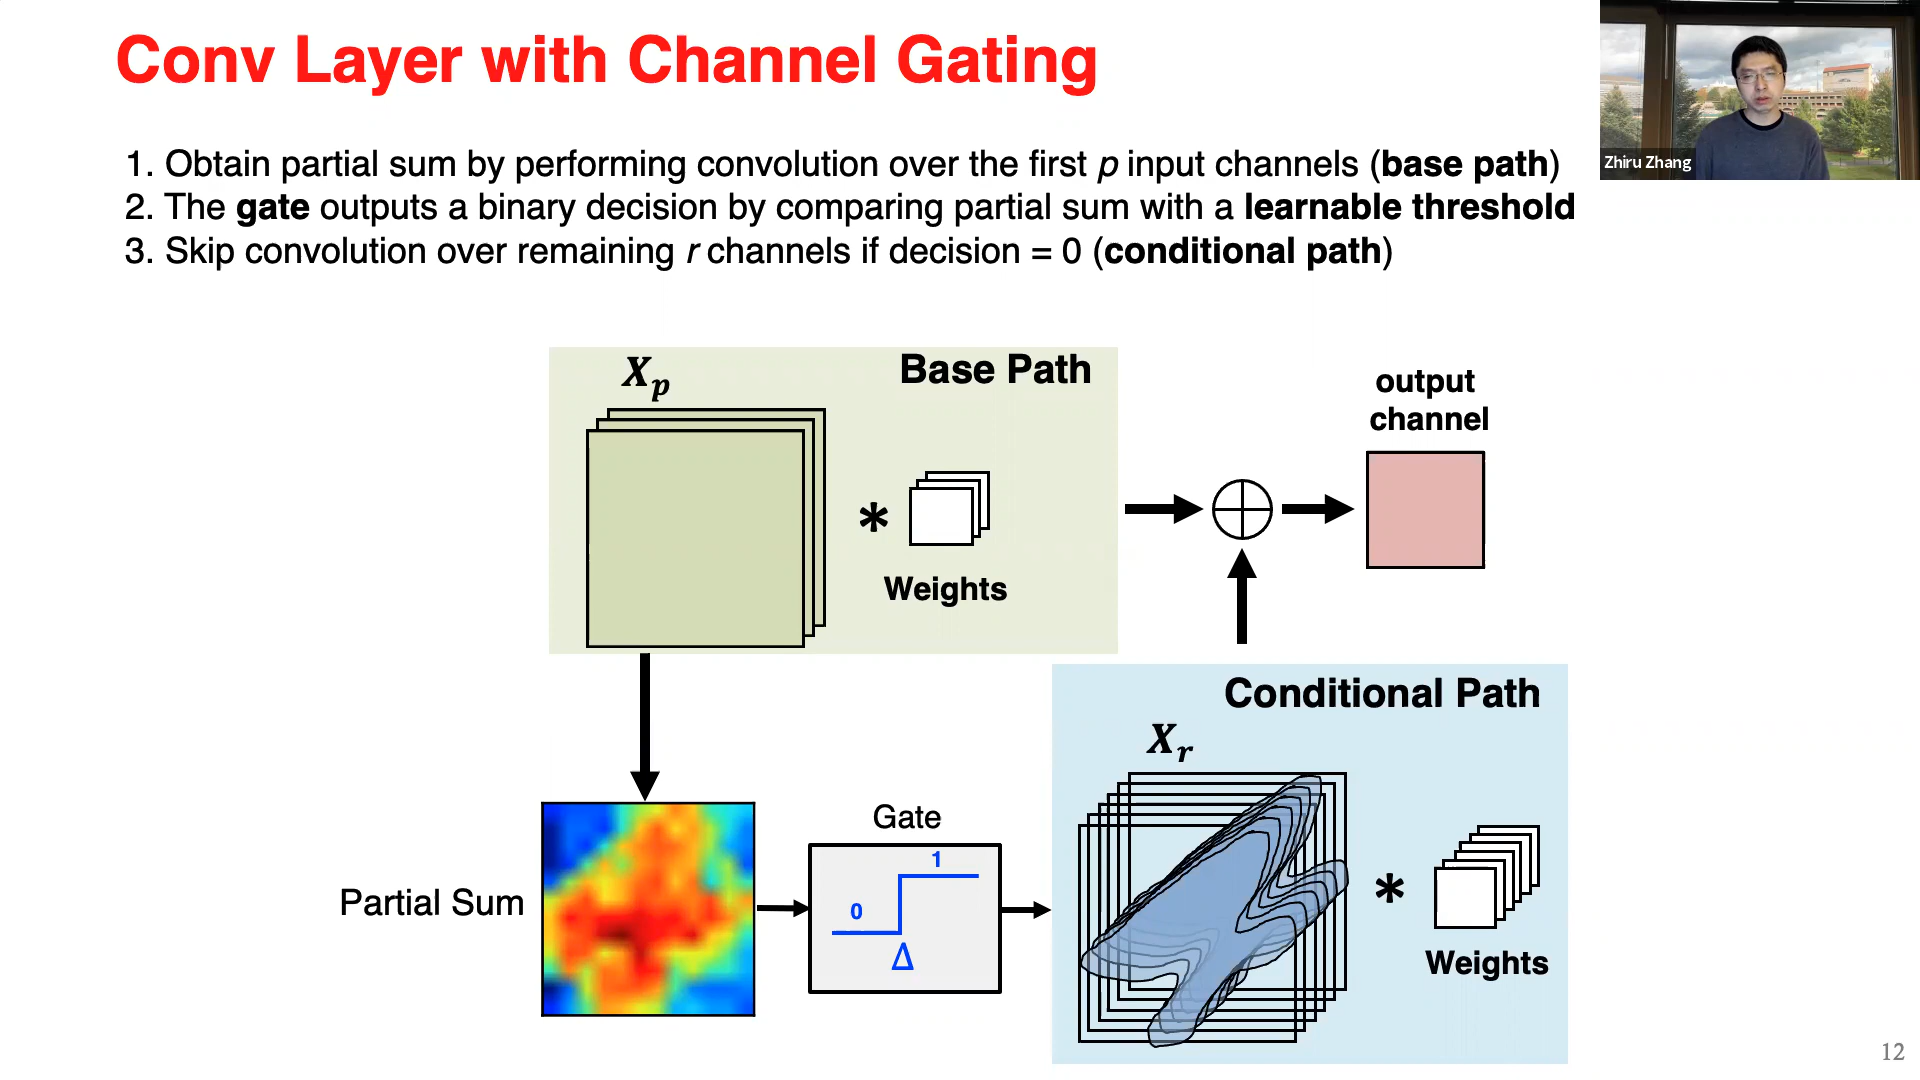 Conv Layer with Channel Gating
Zhiru Zhang
1. Obtain partial sum by performing convolution over the first p input channels (base path)
2. The gate outputs a binary decision by comparing partial sum with a learnable threshold
3. Skip convolution over remaining r channels if decision = 0 (conditional path)
Xp
Base Path
*
Weights
output
channel
Conditional Path
Xr
*
Weights
Partial Sum
Gate
0
1
Δ
12